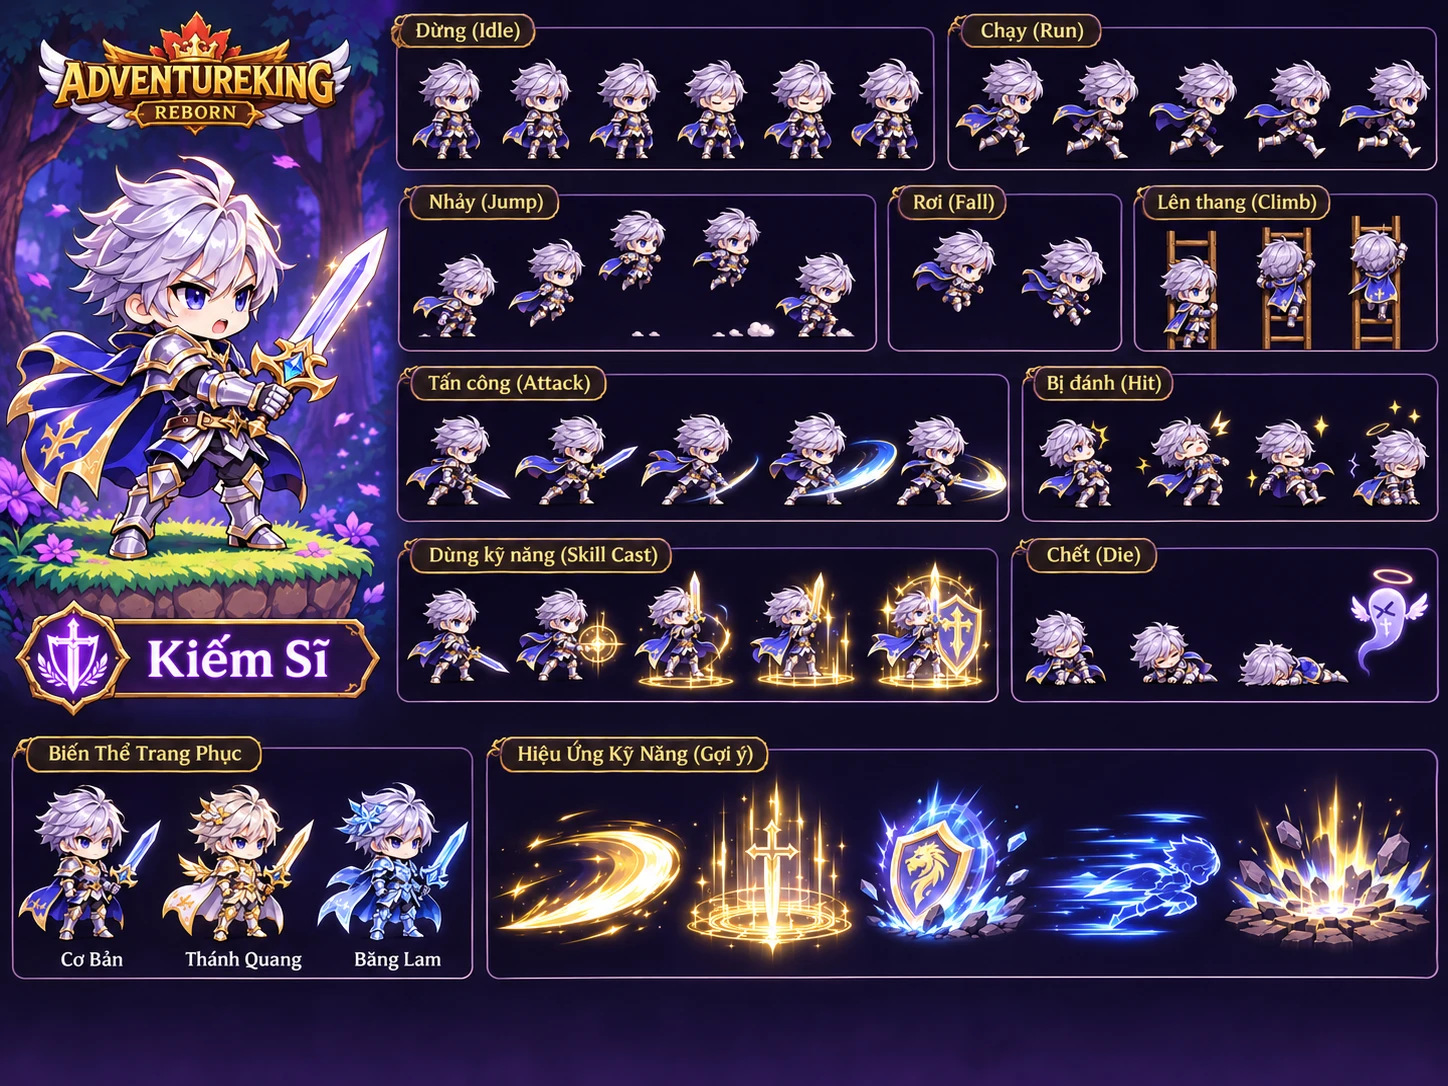 ADVENTUREKING
REBORN
Dừng (Idle)
Chạy (Run)
Nhảy (Jump)
Rơi (Fall)
Lên thang (Climb)
Tấn công (Attack)
Bị đánh (Hit)
Dùng kỹ năng (Skill Cast)
Chết (Die)
Kiếm Sĩ
Biến Thể Trang Phục
Cơ Bản
Thánh Quang
Băng Lam
Hiệu Ứng Kỹ Năng (Gợi ý)